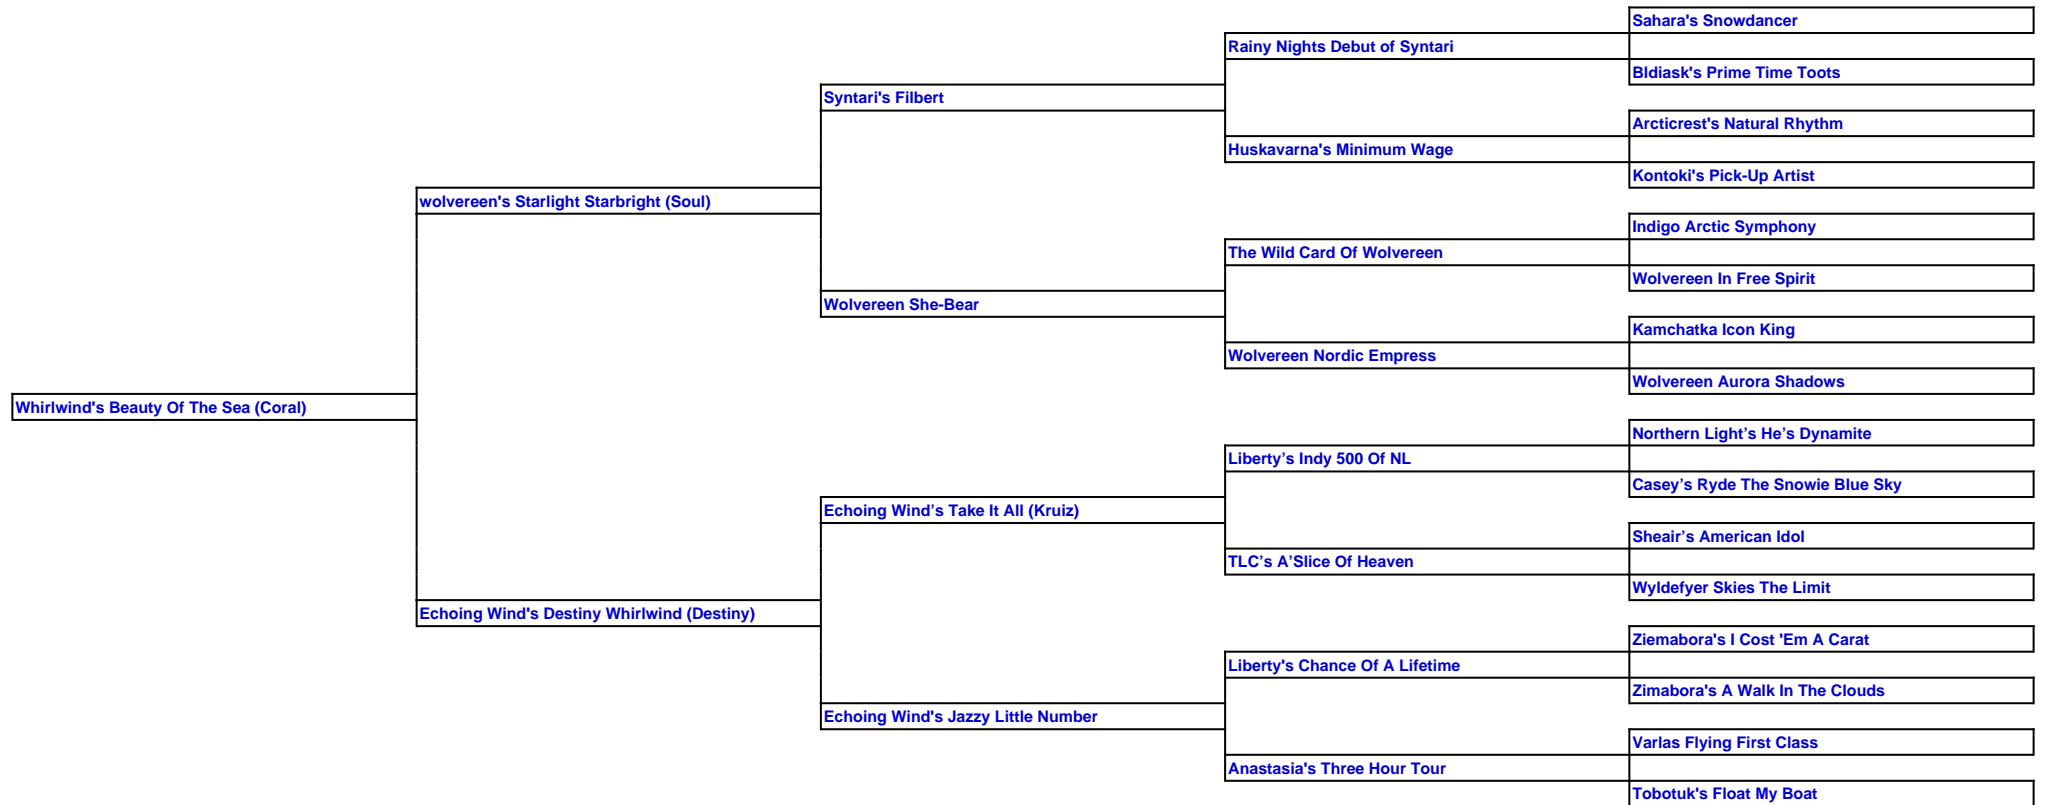 Sahara's Snowdancer
Rainy Nights Debut of Syntari
Bldiask's Prime Time Toots
Syntari's Filbert
Arcticrest's Natural Rhythm
Huskavarna's Minimum Wage
Kontoki's Pick-Up Artist
wolvereen's Starlight Starbright (Soul)
Indigo Arctic Symphony
The Wild Card Of Wolvereen
Wolvereen In Free Spirit
Wolvereen She-Bear
Kamchatka Icon King
Wolvereen Nordic Empress
Wolvereen Aurora Shadows
Whirlwind's Beauty Of The Sea (Coral)
Northern Light’s He’s Dynamite
Liberty’s Indy 500 Of NL
Casey’s Ryde The Snowie Blue Sky
Echoing Wind’s Take It All (Kruiz)
Sheair’s American Idol
TLC’s A’Slice Of Heaven
Wyldefyer Skies The Limit
Echoing Wind's Destiny Whirlwind (Destiny)
Ziemabora's I Cost 'Em A Carat
Liberty's Chance Of A Lifetime
Zimabora's A Walk In The Clouds
Echoing Wind's Jazzy Little Number
Varlas Flying First Class
Anastasia's Three Hour Tour
Tobotuk's Float My Boat